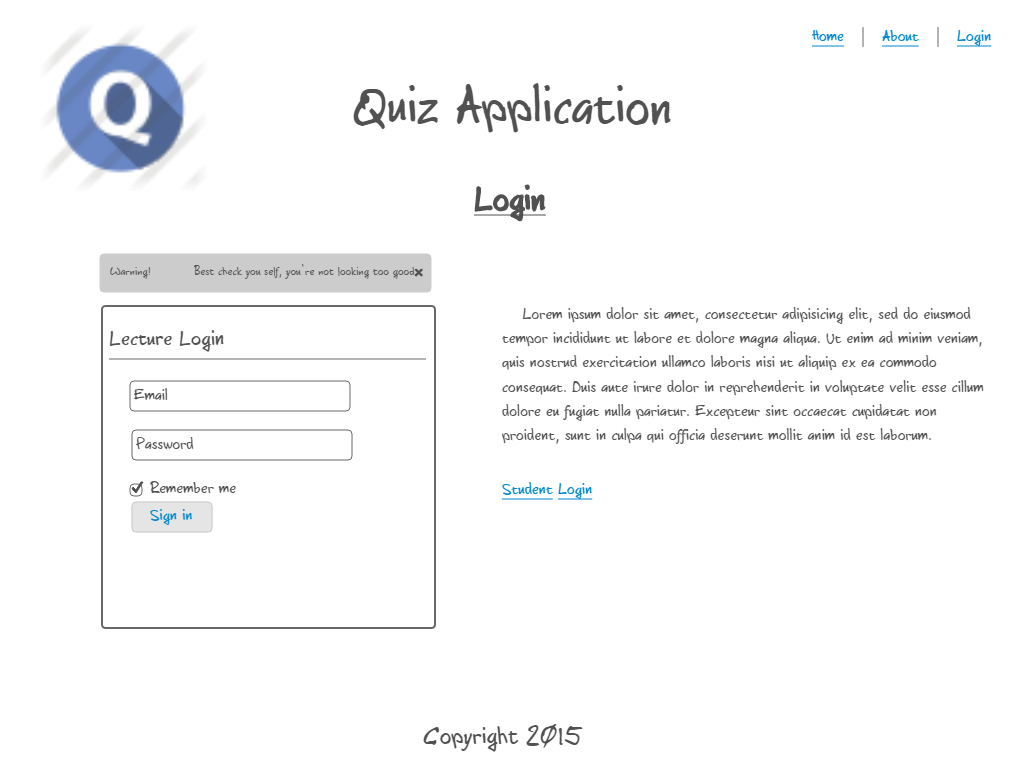 Home | About | Login
Q
Quiz Application
Login
Warning! Best check you self, you're not looking too good
Lecture Login
Email
Password
Remember me
Sign in
Lorem ipsum dolor sit amet, consectetur adipisicing elit, sed do eiusmod
tempor incididunt ut labore et dolore magna aliqua. Ut enim ad minim veniam,
quis nostrud exercitation ullamco laboris nisi ut aliquip ex ea commodo
consequat. Duis aute irure dolor in reprehenderit in voluptate velit esse cillum
dolore eu fugiat nulla pariatur. Excepteur sint occaecat cupidatat non
proident, sunt in culpa qui officia deserunt mollit anim id est laborum.
Student Login
Copyright 2015